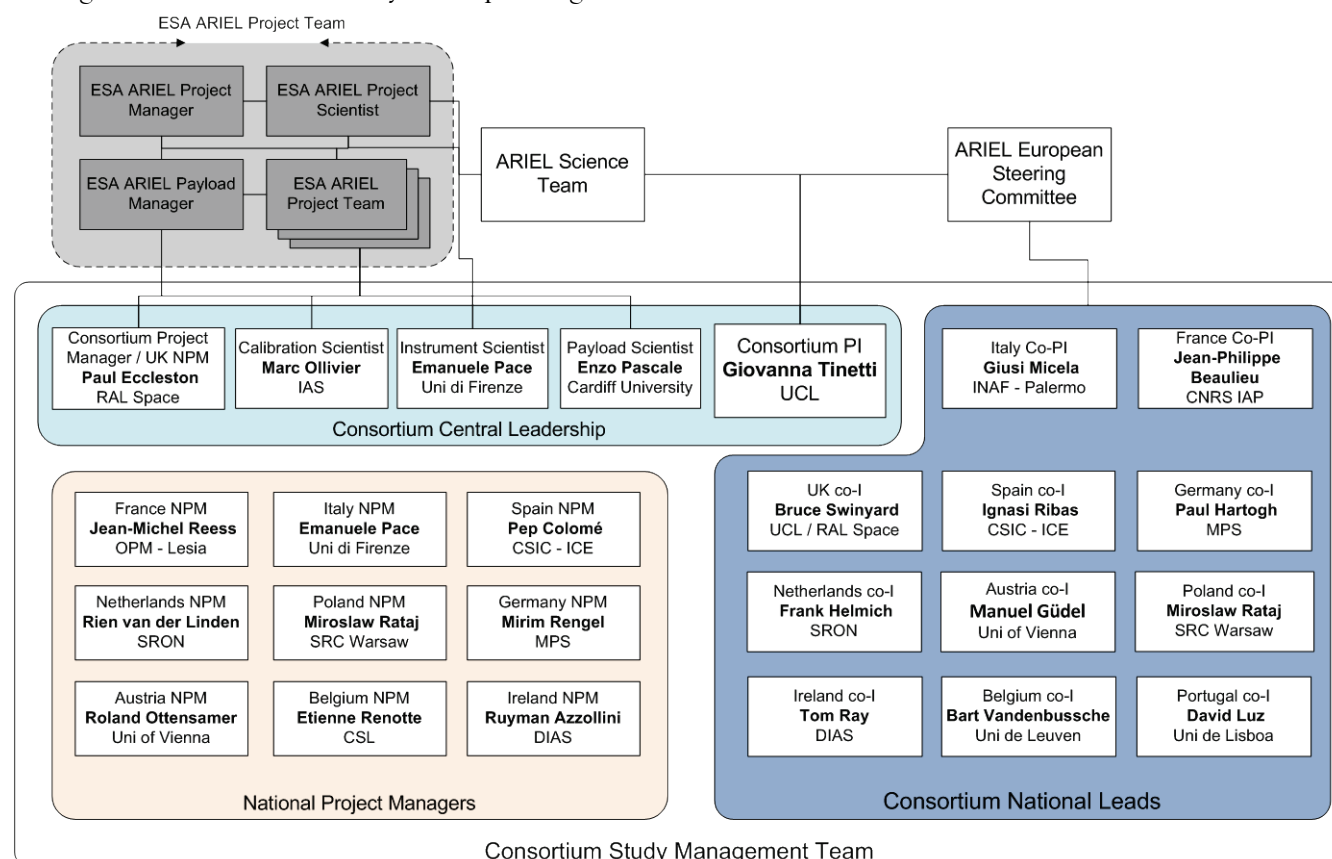 ESA ARIEL Project Team
ESA ARIEL Project
Manager
ESA ARIEL Project
Scientist
ESA ARIEL Payload
Manager
ESA ARIEL
Project Team
ARIEL Science
Team
ARIEL European
Steering
Committee
Consortium Project
Manager / UK NPM
Paul Eccleston
RAL Space
Calibration Scientist
Marc Ollivier
IAS
Instrument Scientist
Emanuele Pace
Uni di Firenze
Payload Scientist
Enzo Pascale
Cardiff University
Consortium PI
Giovanna Tinetti
UCL
Consortium Central Leadership
Italy Co-PI
Giusi Micela
INAF - Palermo
France Co-PI
Jean-Philippe
Beaulieu
CNRS IAP
UK co-I
Bruce Swinyard
UCL / RAL Space
Spain co-I
Ignasi Ribas
CSIC - ICE
Germany co-I
Paul Hartogh
MPS
Netherlands co-I
Frank Helmich
SRON
Austria co-I
Manuel Güdel
Uni of Vienna
Poland co-I
Miroslaw Rataj
SRC Warsaw
Ireland co-I
Tom Ray
DIAS
Belgium co-I
Bart Vandenbussche
Uni de Leuven
Portugal co-I
David Luz
Uni de Lisboa
Consortium National Leads
France NPM
Jean-Michel Reess
OPM - Lesia
Italy NPM
Emanuele Pace
Uni di Firenze
Spain NPM
Pep Colomé
CSIC - ICE
Netherlands NPM
Rien van der Linden
SRON
Poland NPM
Miroslaw Rataj
SRC Warsaw
Germany NPM
Mirim Rengel
MPS
Austria NPM
Roland Ottensamer
Uni of Vienna
Belgium NPM
Etienne Renotte
CSL
Ireland NPM
Ruyman Azzollini
DIAS
National Project Managers
Consortium Study Management Team